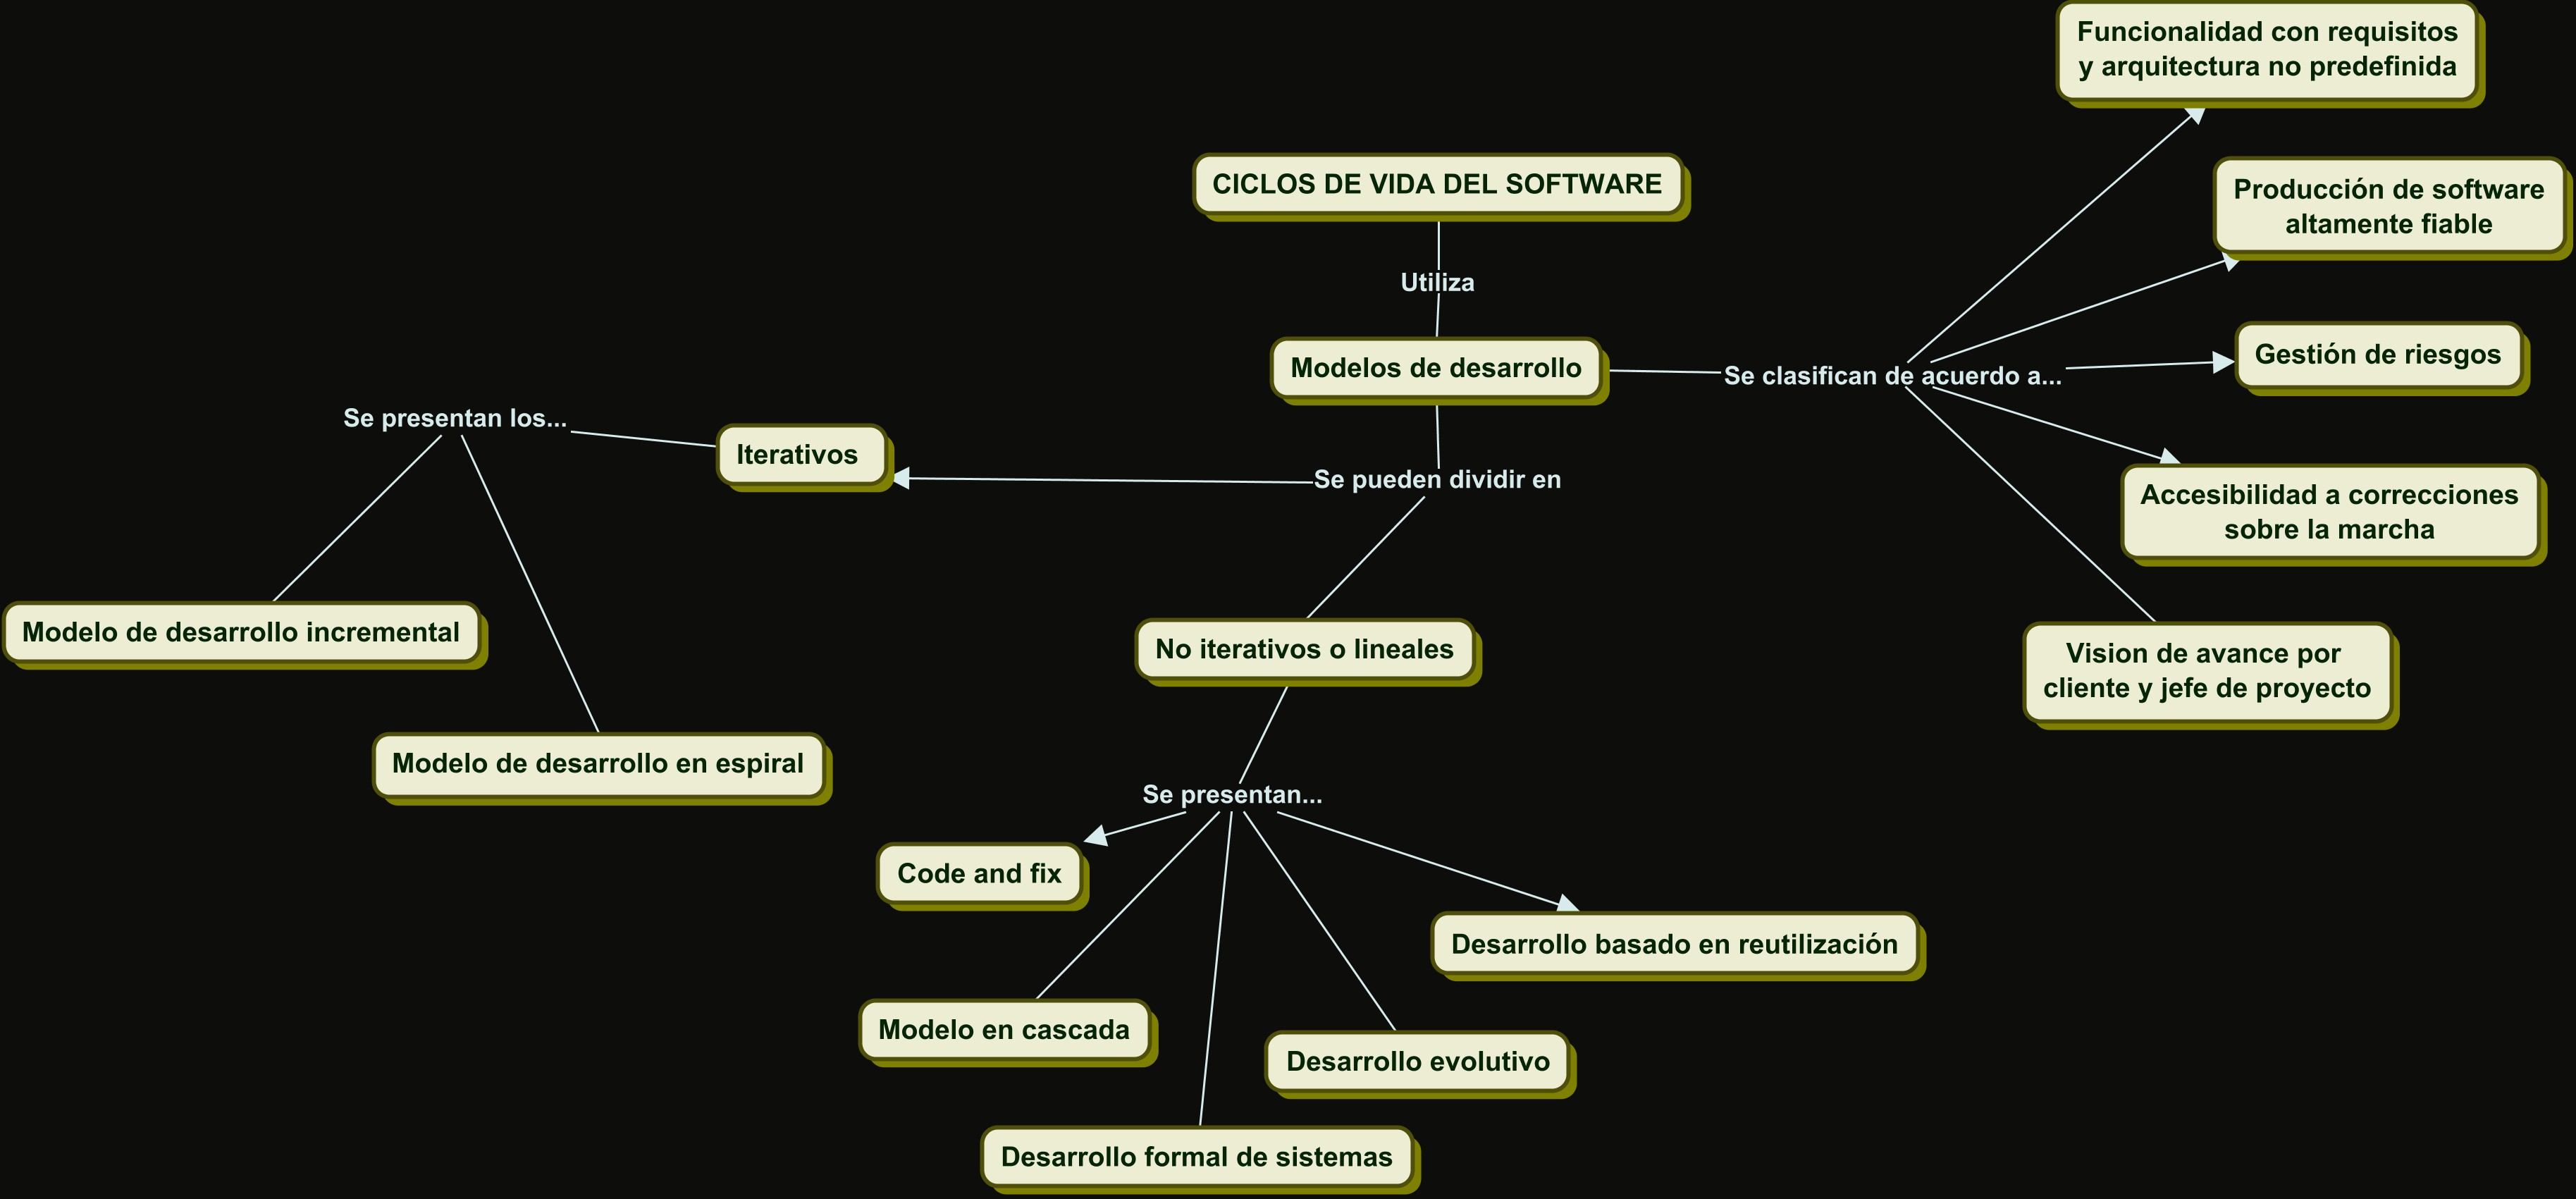 Funcionalidad con requisitos
y arquitectura no predefinida
CICLOS DE VIDA DEL SOFTWARE
Producción de software
altamente fiable
Utiliza
Modelos de desarrollo
Se clasifican de acuerdo a...
Gestión de riesgos
Se presentan los...
Iterativos
Se pueden dividir en
Accesibilidad a correcciones
sobre la marcha
Modelo de desarrollo incremental
No iterativos o lineales
Vision de avance por
cliente y jefe de proyecto
Modelo de desarrollo en espiral
Se presentan...
Code and fix
Desarrollo basado en reutilización
Modelo en cascada
Desarrollo evolutivo
Desarrollo formal de sistemas